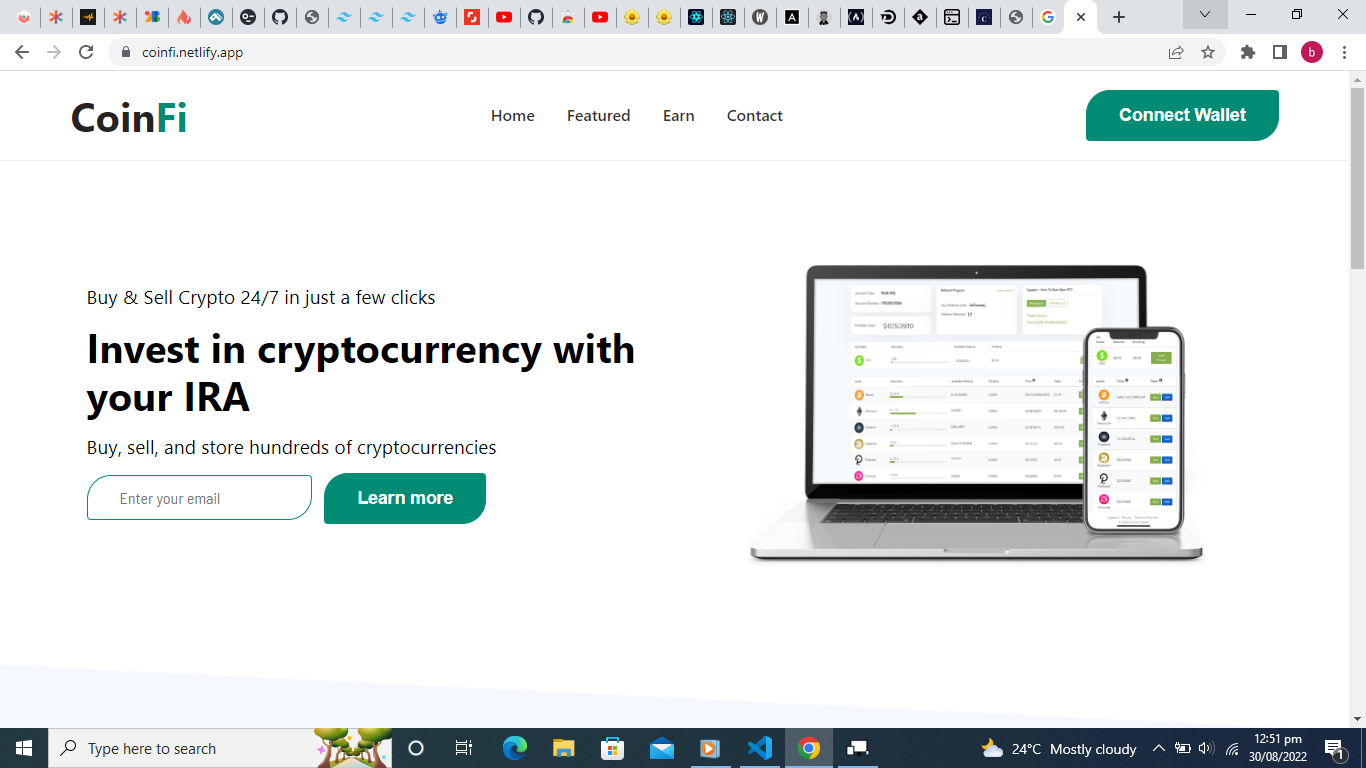 coinfi.netlify.app
b
CoinFi
Home
Featured
Earn
Contact
Connect Wallet
Buy & Sell Crypto 24/7 in just a few clicks
Invest in cryptocurrency with
your IRA
Buy, sell, and store hundreds of cryptocurrencies
Enter your email
Learn more
Type here to search
24°C Mostly cloudy
12:51 pm
30/08/2022
1